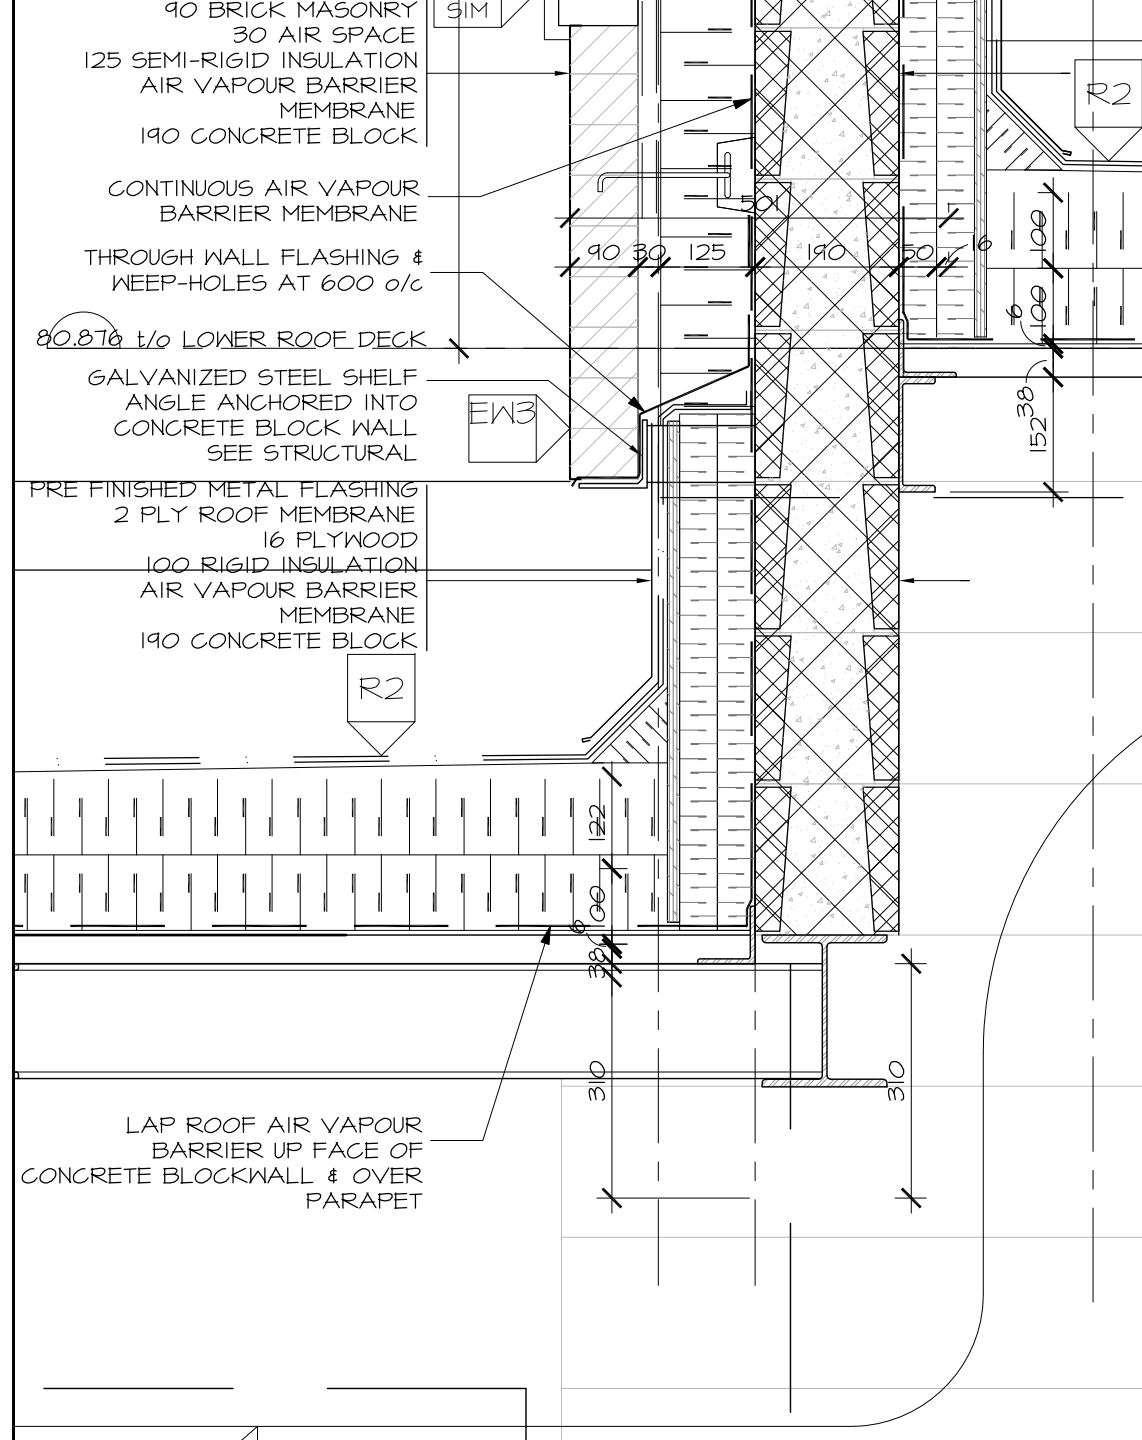 90 BRICK MASONRY
30 AIR SPACE
125 SEMI-RIGID INSULATION
AIR VAPOUR BARRIER
MEMBRANE
190 CONCRETE BLOCK
SIM
R2
CONTINUOUS AIR VAPOUR
BARRIER MEMBRANE
501
THROUGH WALL FLASHING &
WEEP-HOLES AT 600 o/c
90 30 125 190 50 16
100
100
6
38
152
80.876 t/o LOWER ROOF DECK
GALVANIZED STEEL SHELF
ANGLE ANCHORED INTO
CONCRETE BLOCK WALL
SEE STRUCTURAL
EW3
PRE FINISHED METAL FLASHING
2 PLY ROOF MEMBRANE
16 PLYWOOD
100 RIGID INSULATION
AIR VAPOUR BARRIER
MEMBRANE
190 CONCRETE BLOCK
R2
122
100
6
38
310
310
LAP ROOF AIR VAPOUR
BARRIER UP FACE OF
CONCRETE BLOCKWALL & OVER
PARAPET